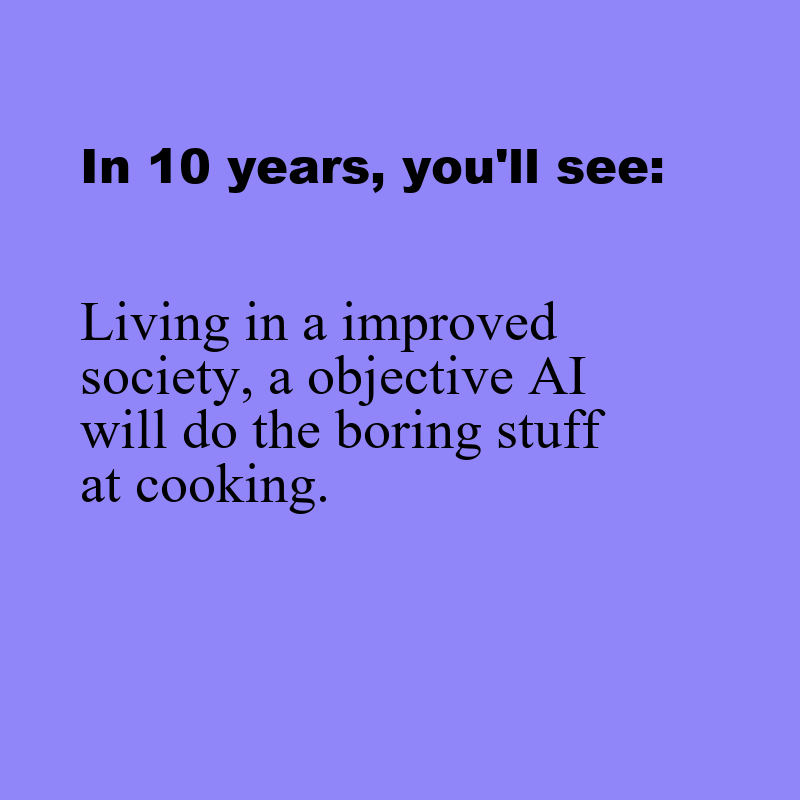 In 10 years, you'll see:
Living in a improved
society, a objective AI
will do the boring stuff
at cooking.